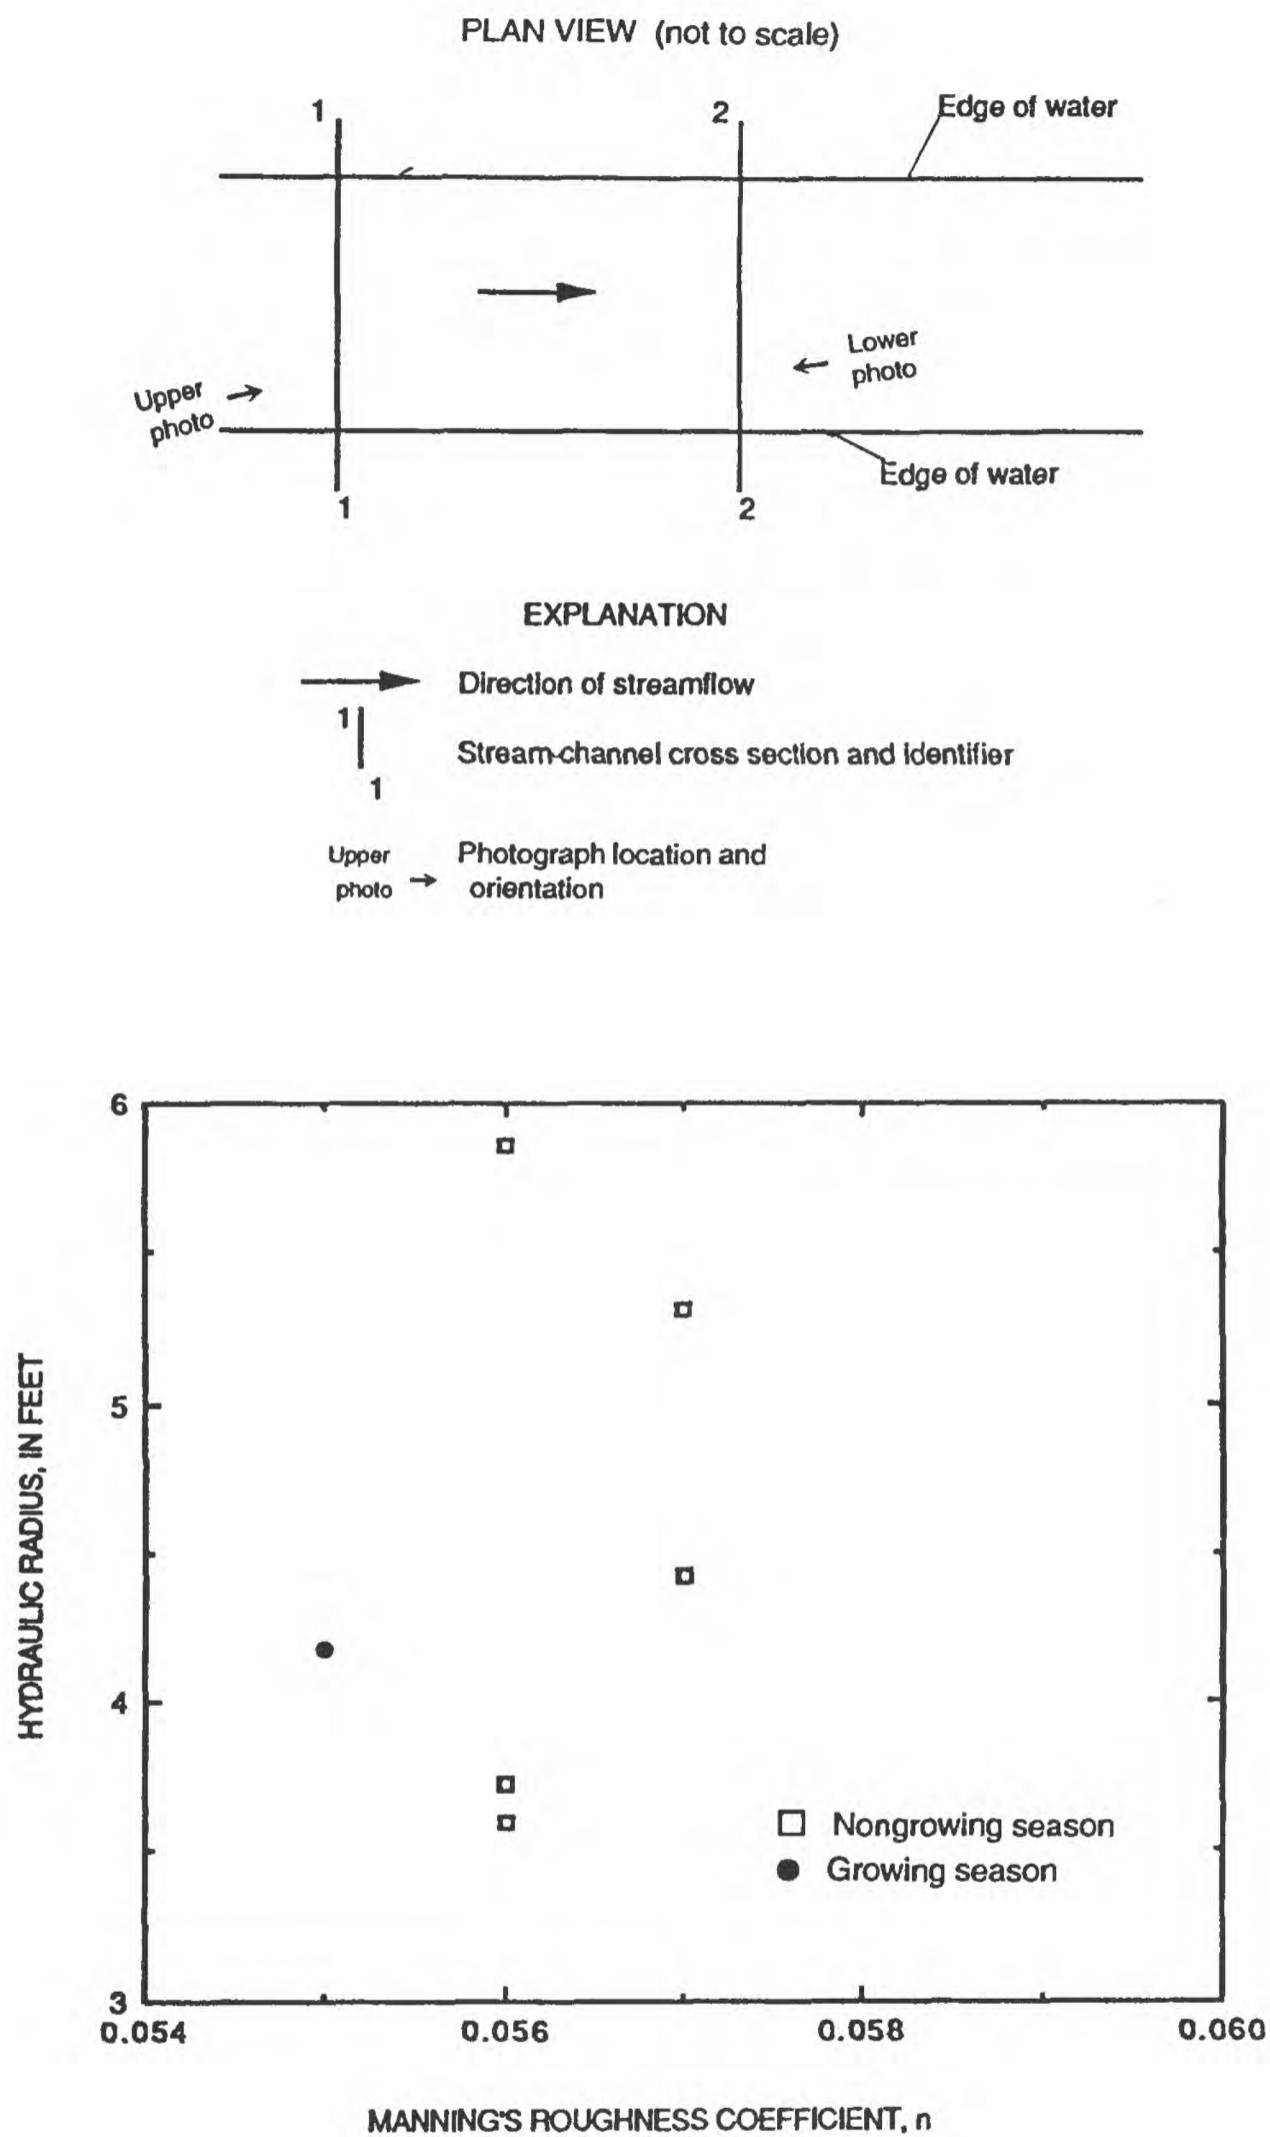 PLAN VIEW (not to scale)
1
2
Edge of water
Upper
photo
Lower
photo
Edge of water
1
2
EXPLANATION
Direction of streamflow
1
Stream-channel cross section and identifier
1
Upper
photo
Photograph location and
orientation
6
5
4
3
HYDRAULIC RADIUS, IN FEET
Nongrowing season
Growing season
0.054
0.056
0.058
0.060
MANNING'S ROUGHNESS COEFFICIENT, n